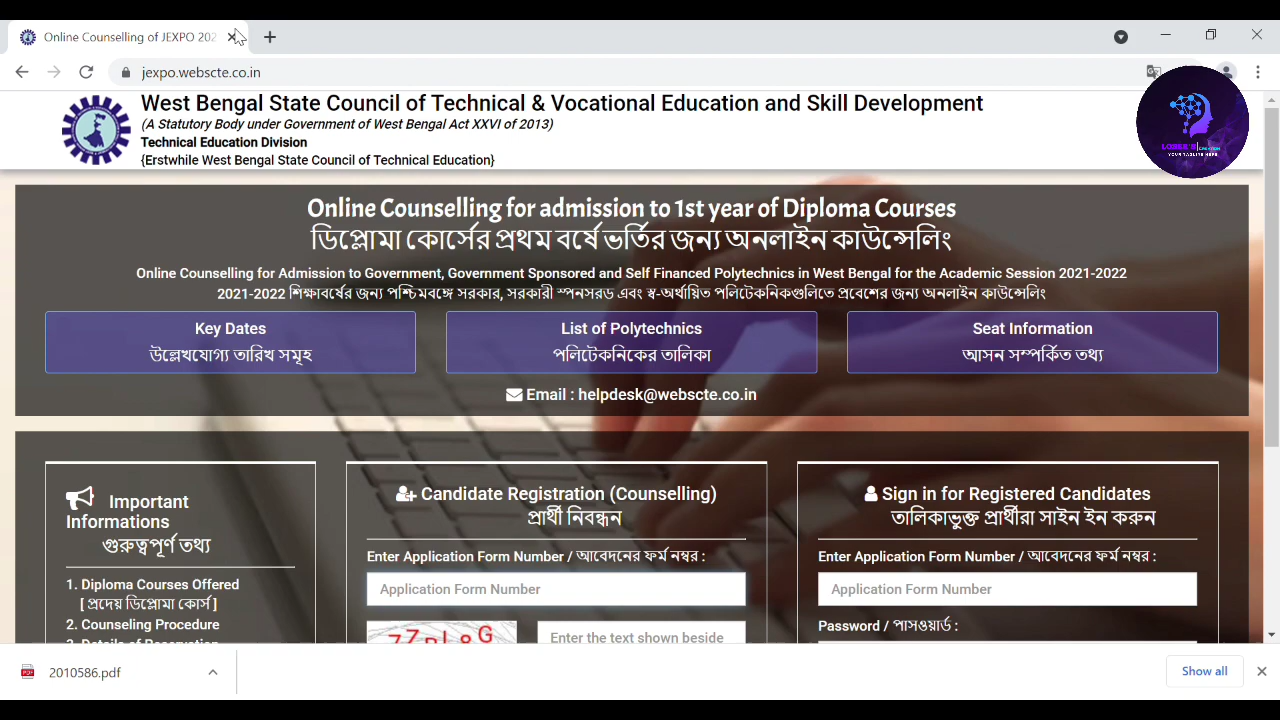 Online Counselling of JEXPO 202
jexpo.webscte.co.in
West Bengal State Council of Technical & Vocational Education and Skill Development
(A Statutory Body under Government of West Bengal Act XXVI of 2013)
Technical Education Division
{Erstwhile West Bengal State Council of Technical Education}
LOBER'S CREATION
YOUR TAGLINE HERE
Online Counselling for admission to 1st year of Diploma Courses
ডিপ্লোমা কোর্সের প্রথম বর্ষে ভর্তির জন্য অনলাইন কাউন্সেলিং
Online Counselling for Admission to Government, Government Sponsored and Self Financed Polytechnics in West Bengal for the Academic Session 2021-2022
2021-2022 শিক্ষাবর্ষের জন্য পশ্চিমবঙ্গে সরকার, সরকারী স্পনসরড এবং স্ব-অর্থায়িত পলিটেকনিকগুলিতে প্রবেশের জন্য অনলাইন কাউন্সেলিং
Key Dates
উল্লেখযোগ্য তারিখ সমূহ
List of Polytechnics
পলিটেকনিকের তালিকা
Seat Information
আসন সম্পর্কিত তথ্য
Email : helpdesk@webscte.co.in
Important
Informations
গুরুত্বপূর্ণ তথ্য
1. Diploma Courses Offered
[ প্রদেয় ডিপ্লোমা কোর্স ]
2. Counseling Procedure
3. Details of Reservation
Candidate Registration (Counselling)
প্রার্থী নিবন্ধন
Enter Application Form Number / আবেদনের ফর্ম নম্বর :
Application Form Number
Enter the text shown beside
Sign in for Registered Candidates
তালিকাভুক্ত প্রার্থীরা সাইন ইন করুন
Enter Application Form Number / আবেদনের ফর্ম নম্বর :
Application Form Number
Password / পাসওয়ার্ড :
2010586.pdf
Show all